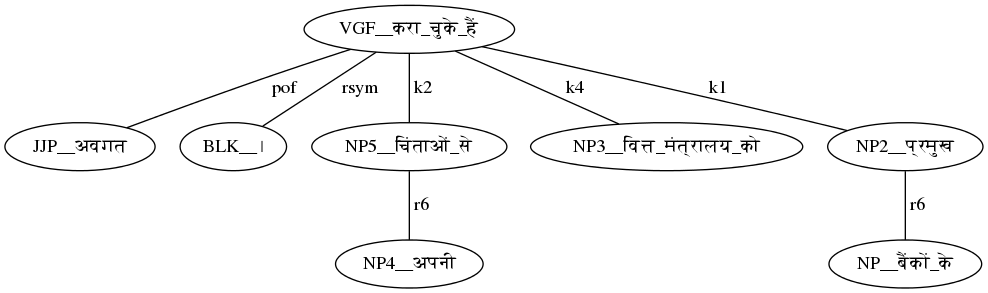 VGF__करा_चुके_हैं
pof rsym k2 k4 k1
JJP__अवगत BLK__। NP5__चिंताओं_से NP3__वित्त_मंत्रालय_को NP2__प्रमुख
r6 r6
NP4__अपनी NP__बैंकों_के